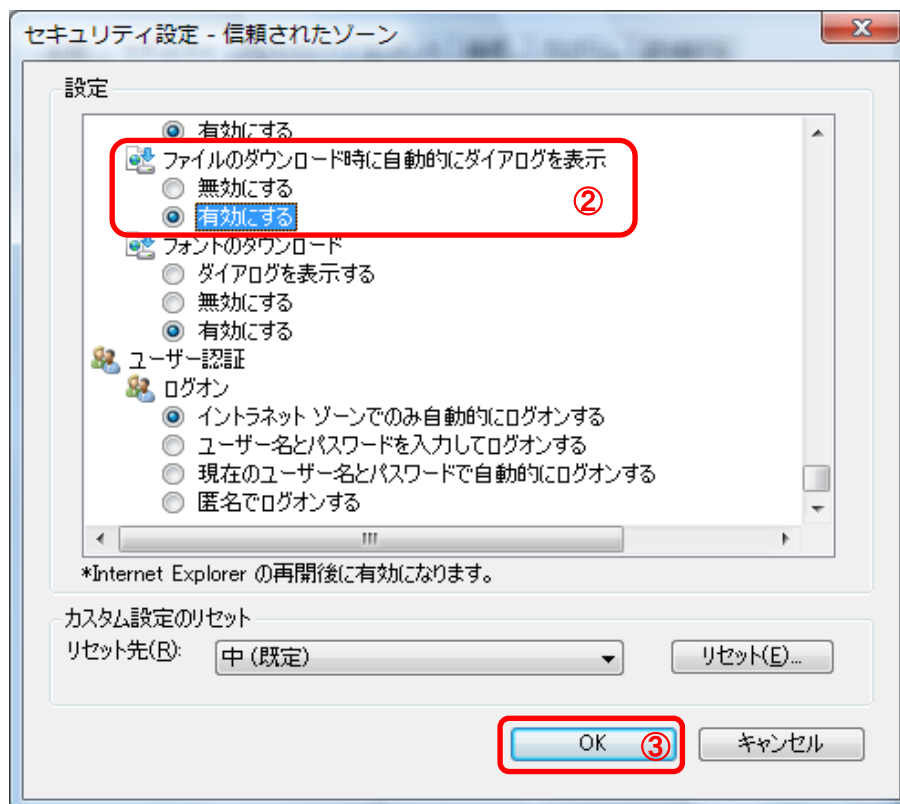 セキュリティ設定 - 信頼されたゾーン
設定
有効にする
ファイルのダウンロード時に自動的にダイアログを表示
無効にする
②
有効にする
フォントのダウンロード
ダイアログを表示する
無効にする
有効にする
ユーザー認証
ログオン
イントラネット ゾーンでのみ自動的にログオンする
ユーザー名とパスワードを入力してログオンする
現在のユーザー名とパスワードで自動的にログオンする
匿名でログオンする
*Internet Explorer の再開後に有効になります。
カスタム設定のリセット
リセット先(R): 中 (既定) リセット(E)...
OK ③ キャンセル